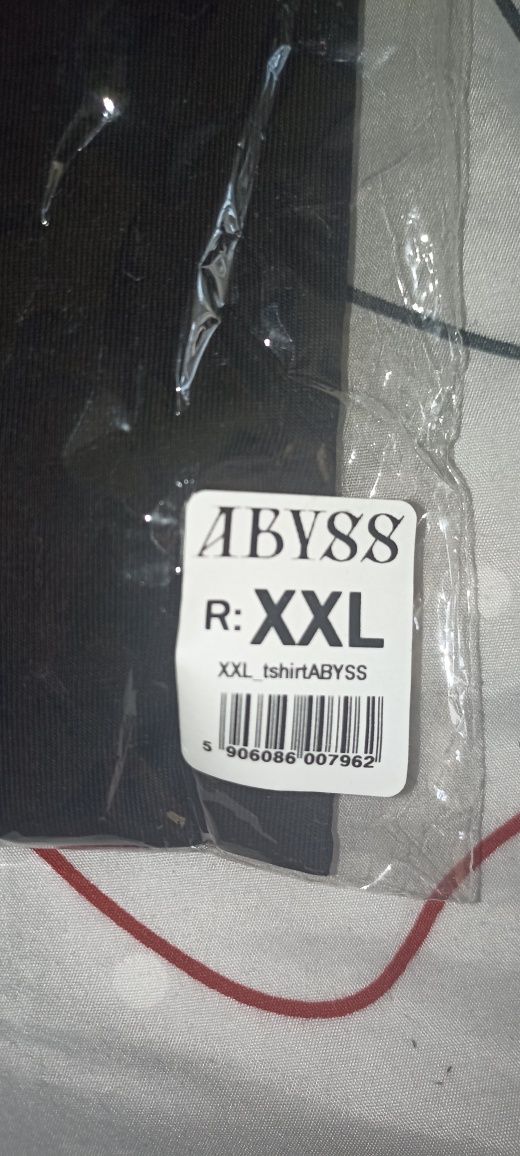 ABYSS
R: XXL
XXL_tshirtABYSS
5 906086 007962